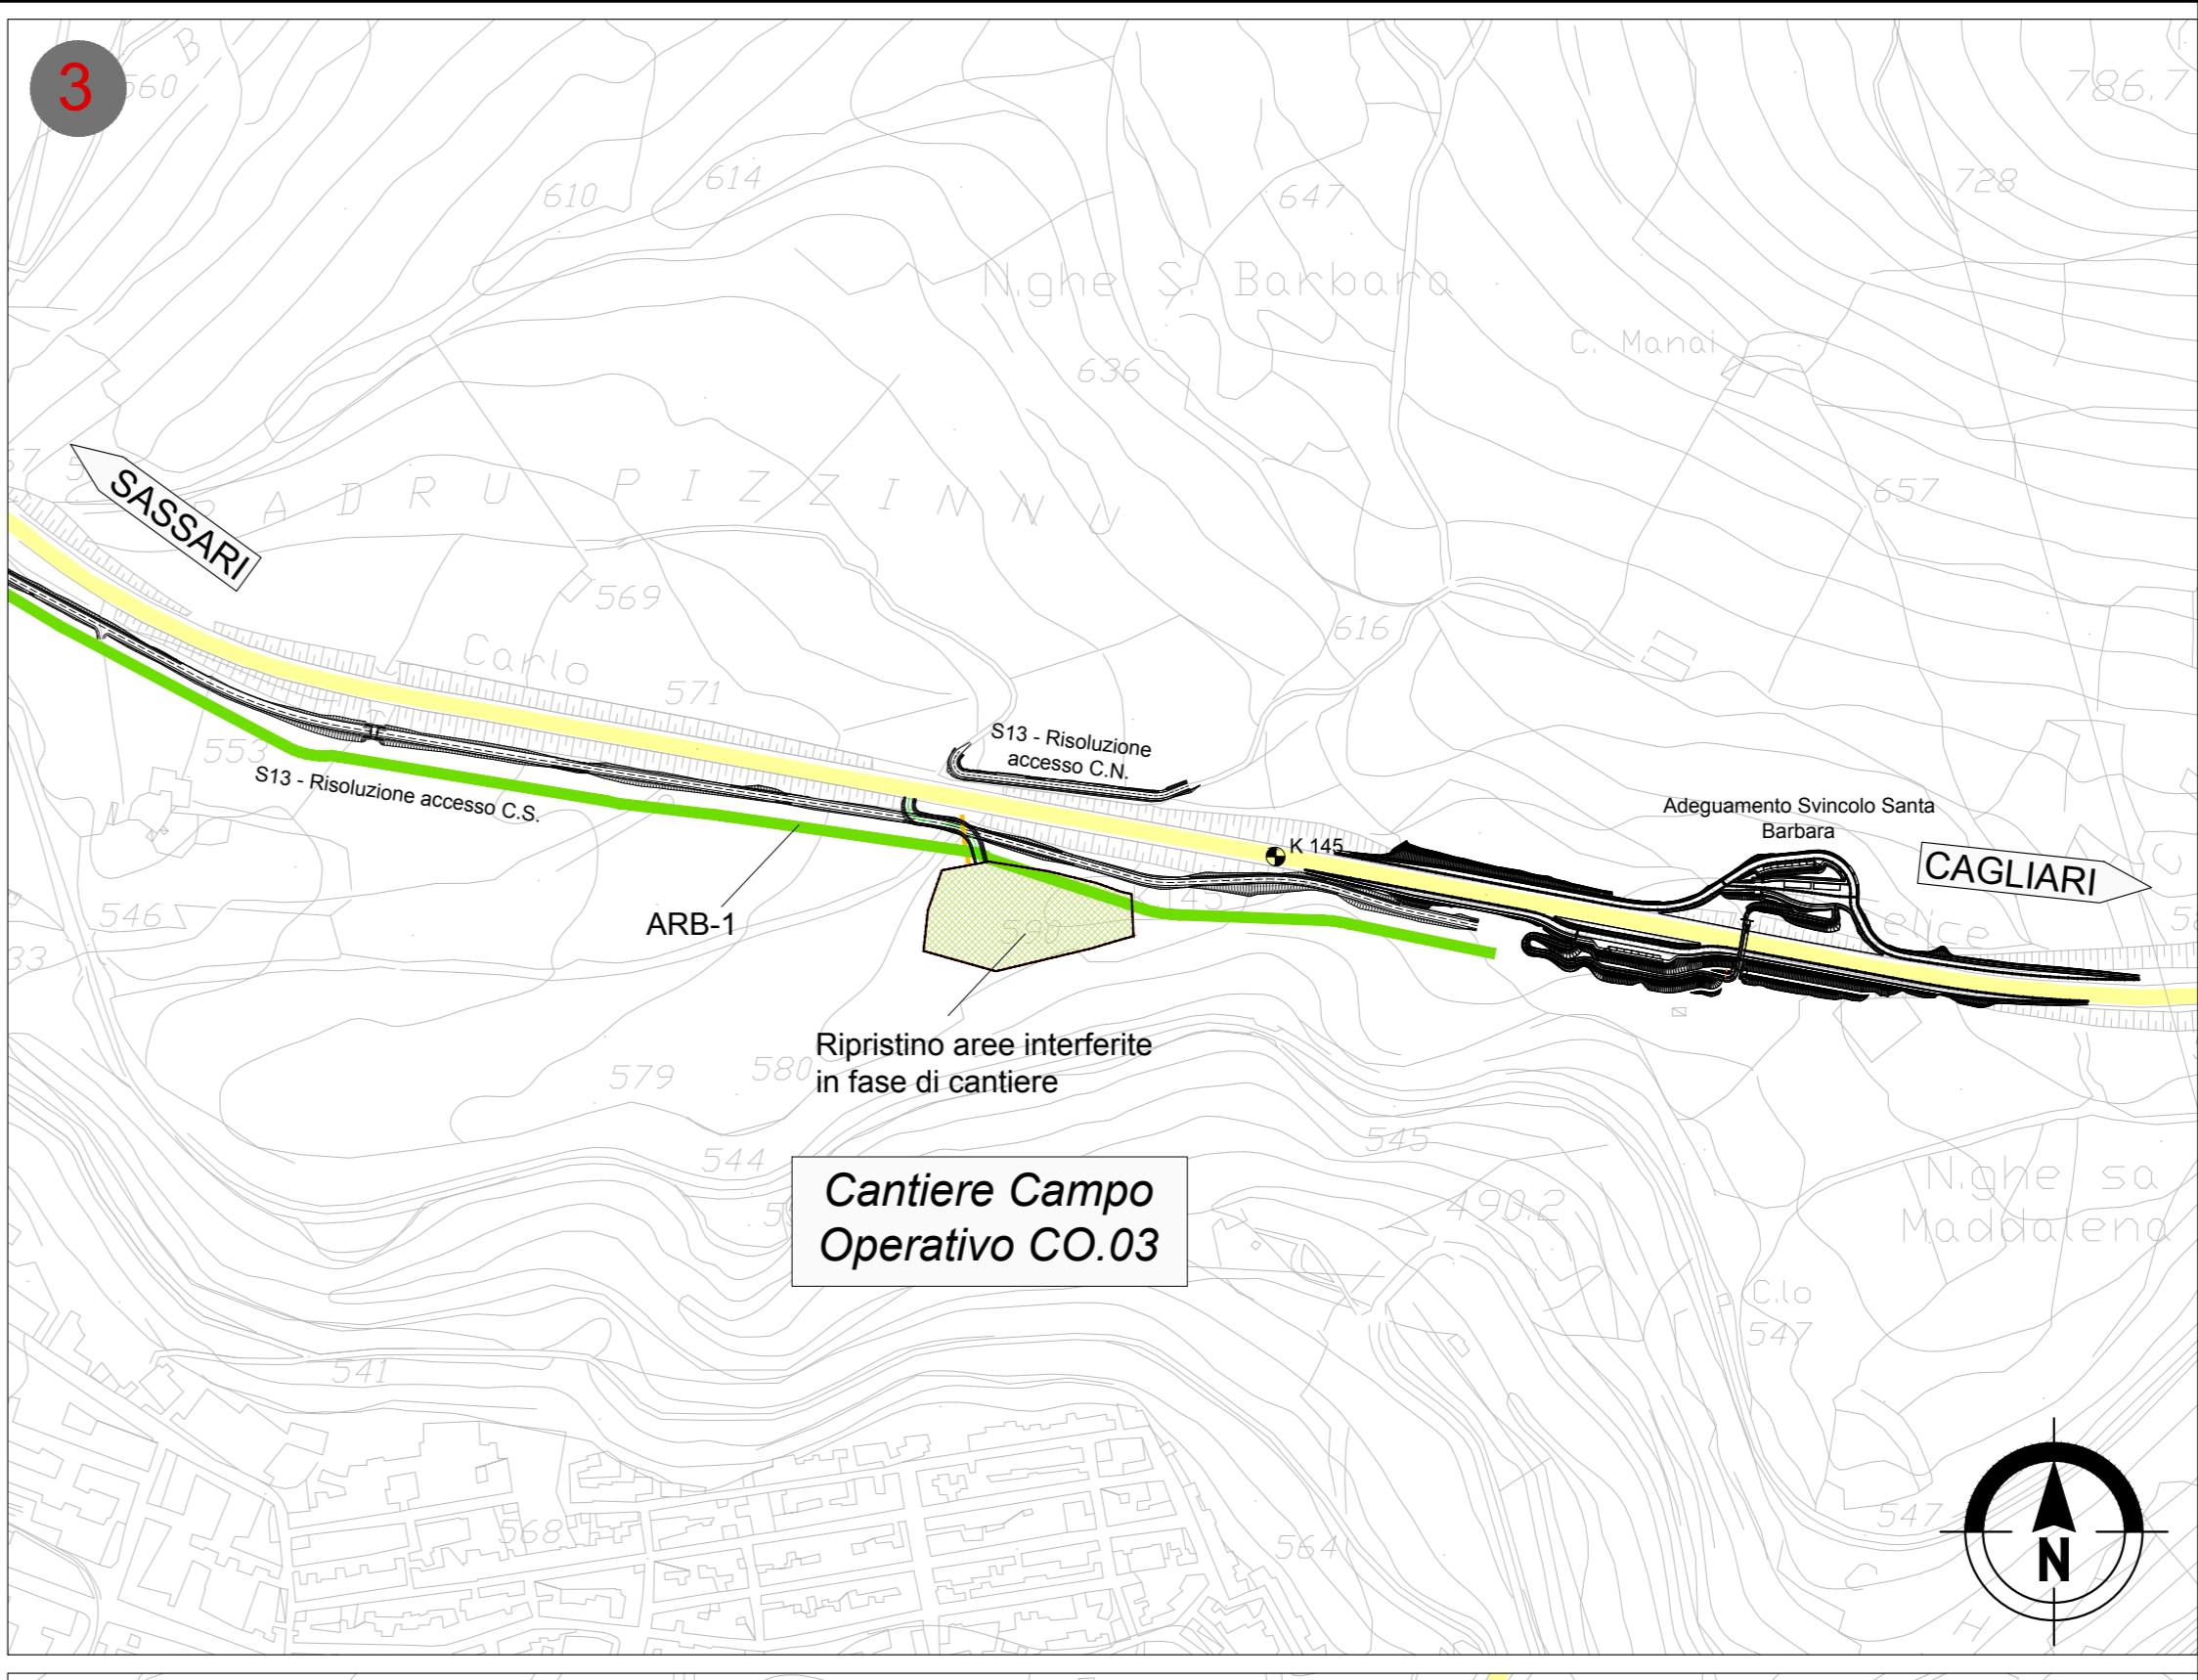 3
B
560
786.7
614
610
647
728
N.ghe S. Barbara
C. Manai
636
657
SASSARI
ADRU PIZZINNU
569
616
Carlo
571
S13 - Risoluzione
accesso C.N.
553
S13 - Risoluzione accesso C.S.
K 145
Adeguamento Svincolo Santa
Barbara
CAGLIARI
ARB-1
546
Ripristino aree interferite
in fase di cantiere
579
580
544
545
Cantiere Campo
Operativo CO.03
490.2
N.ghe sa
Maddalena
C.lo
547
541
568
564
547
N
H